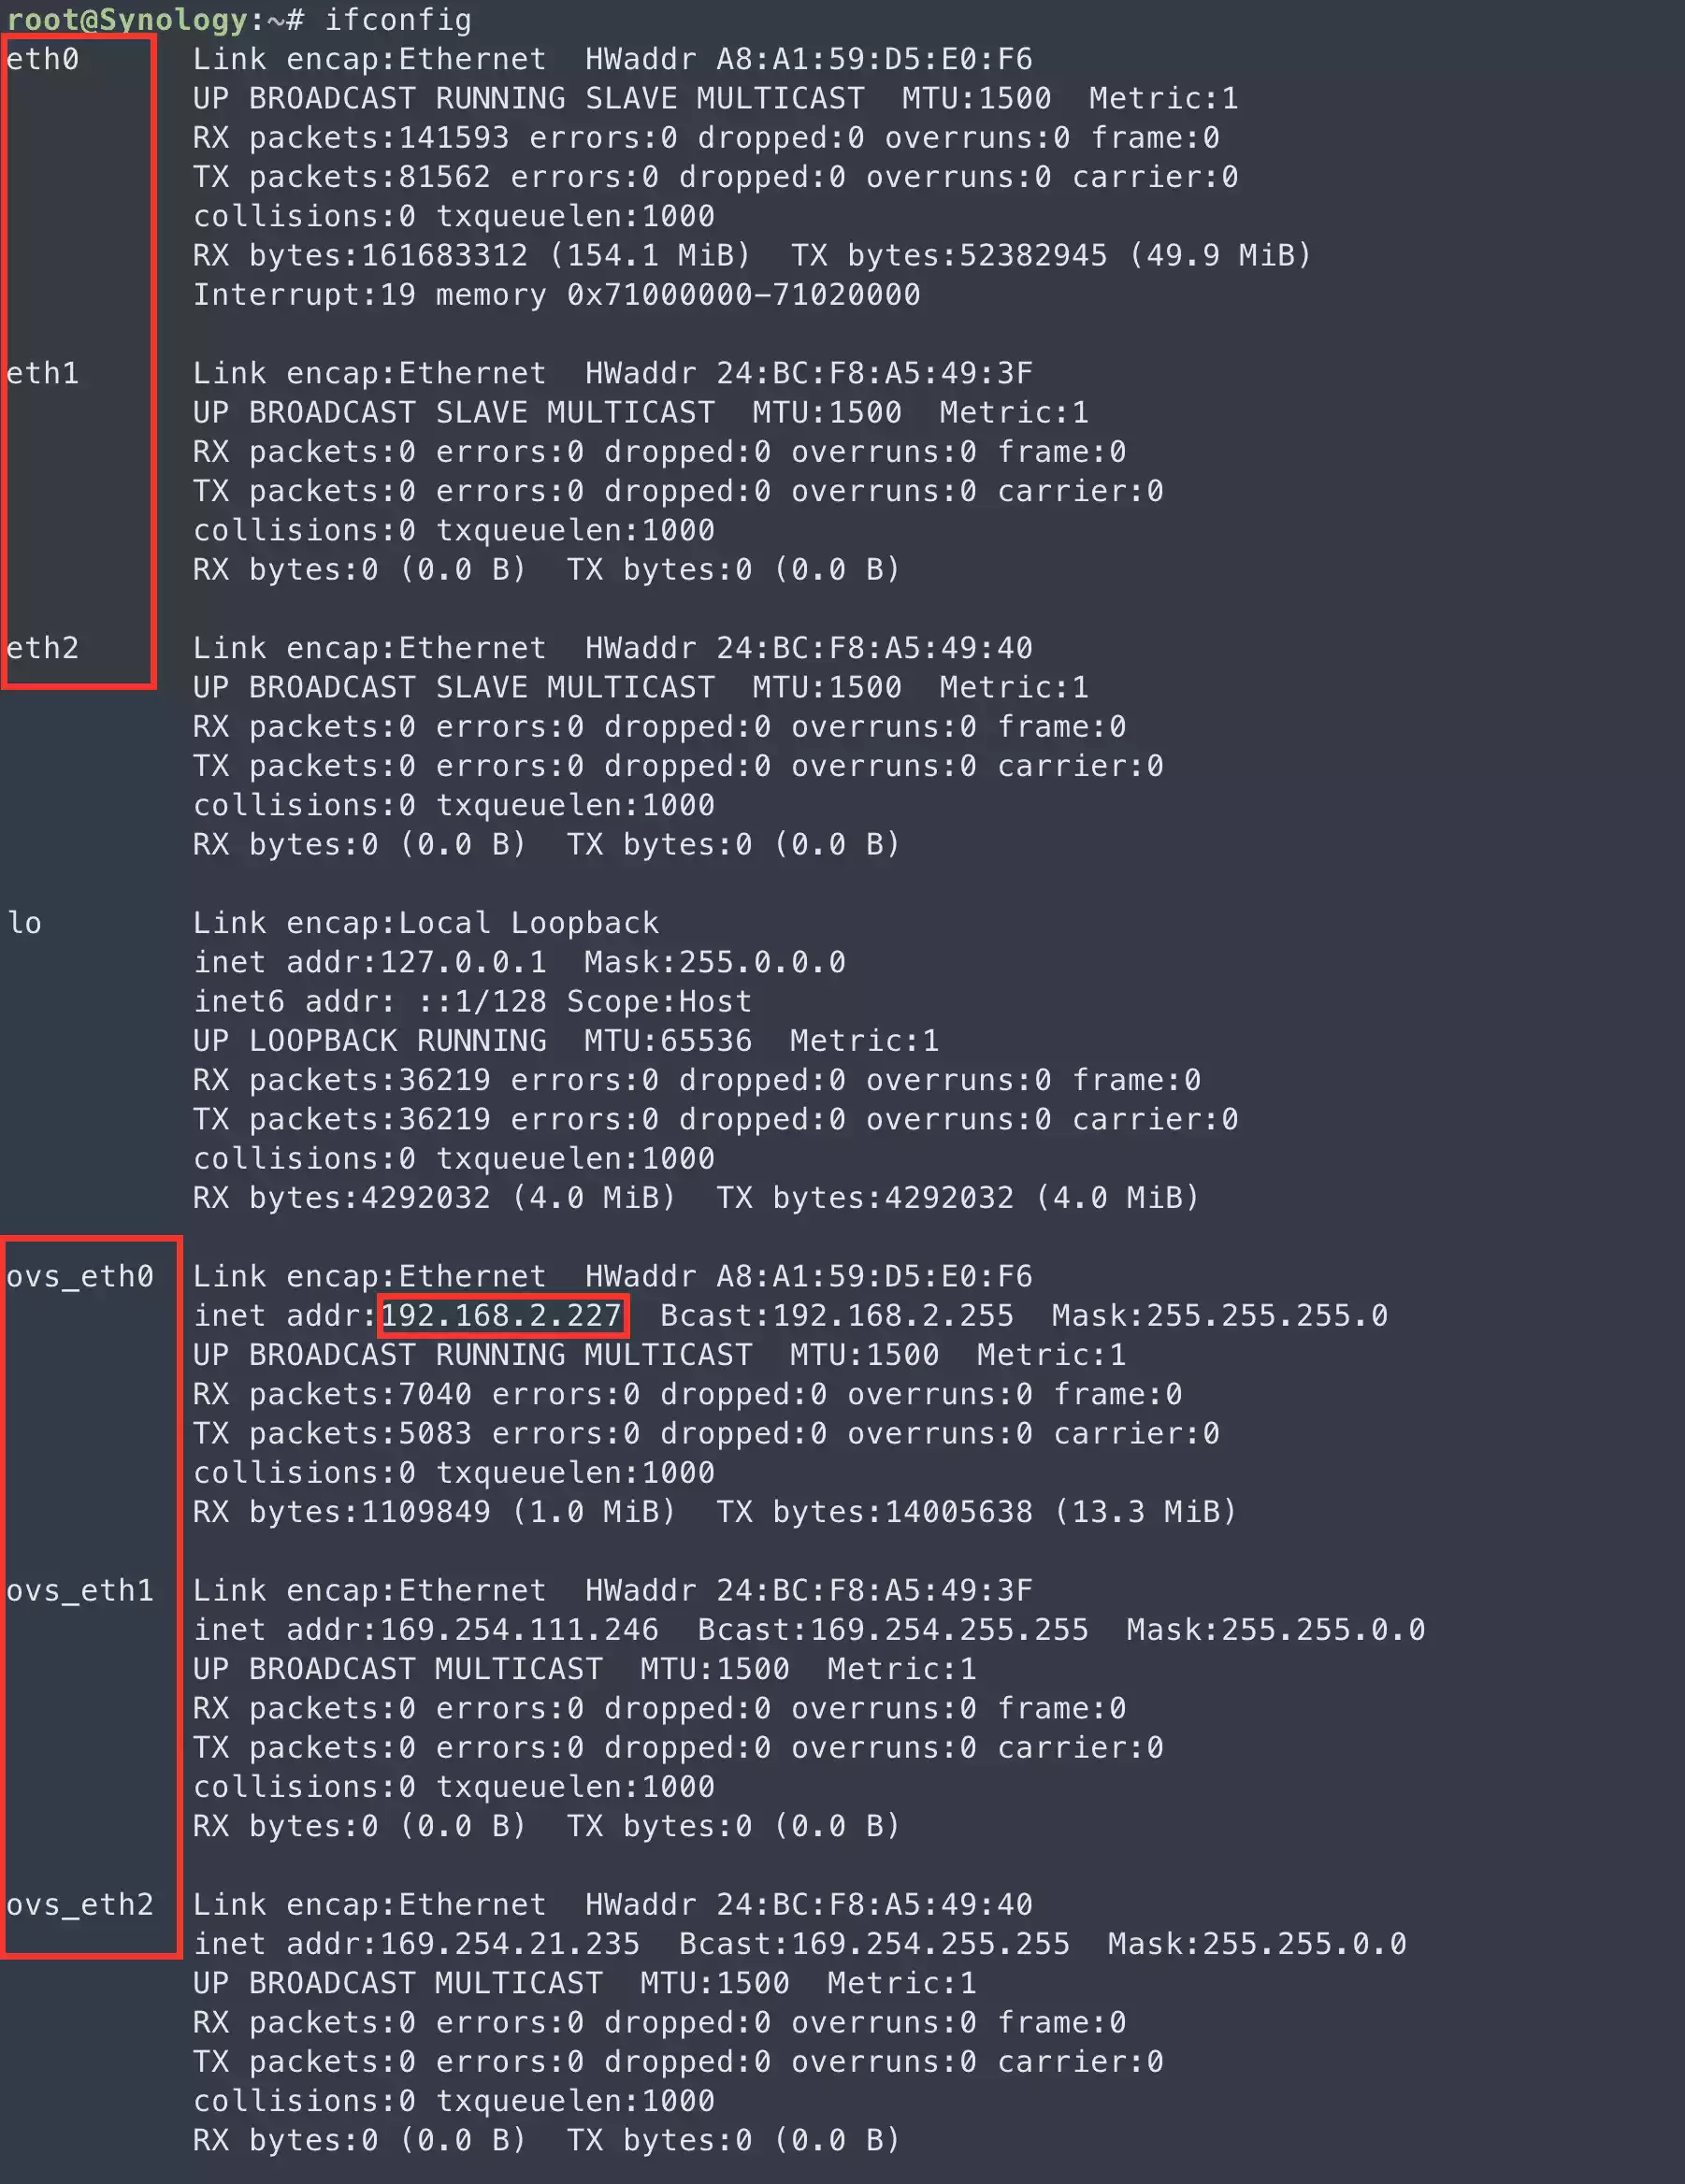 root@Synology:~# ifconfig
eth0 Link encap:Ethernet HWaddr A8:A1:59:D5:E0:F6
UP BROADCAST RUNNING SLAVE MULTICAST MTU:1500 Metric:1
RX packets:141593 errors:0 dropped:0 overruns:0 frame:0
TX packets:81562 errors:0 dropped:0 overruns:0 carrier:0
collisions:0 txqueuelen:1000
RX bytes:161683312 (154.1 MiB) TX bytes:52382945 (49.9 MiB)
Interrupt:19 memory 0x71000000-71020000
eth1 Link encap:Ethernet HWaddr 24:BC:F8:A5:49:3F
UP BROADCAST SLAVE MULTICAST MTU:1500 Metric:1
RX packets:0 errors:0 dropped:0 overruns:0 frame:0
TX packets:0 errors:0 dropped:0 overruns:0 carrier:0
collisions:0 txqueuelen:1000
RX bytes:0 (0.0 B) TX bytes:0 (0.0 B)
eth2 Link encap:Ethernet HWaddr 24:BC:F8:A5:49:40
UP BROADCAST SLAVE MULTICAST MTU:1500 Metric:1
RX packets:0 errors:0 dropped:0 overruns:0 frame:0
TX packets:0 errors:0 dropped:0 overruns:0 carrier:0
collisions:0 txqueuelen:1000
RX bytes:0 (0.0 B) TX bytes:0 (0.0 B)
lo Link encap:Local Loopback
inet addr:127.0.0.1 Mask:255.0.0.0
inet6 addr: ::1/128 Scope:Host
UP LOOPBACK RUNNING MTU:65536 Metric:1
RX packets:36219 errors:0 dropped:0 overruns:0 frame:0
TX packets:36219 errors:0 dropped:0 overruns:0 carrier:0
collisions:0 txqueuelen:1000
RX bytes:4292032 (4.0 MiB) TX bytes:4292032 (4.0 MiB)
ovs_eth0 Link encap:Ethernet HWaddr A8:A1:59:D5:E0:F6
inet addr:192.168.2.227 Bcast:192.168.2.255 Mask:255.255.255.0
UP BROADCAST RUNNING MULTICAST MTU:1500 Metric:1
RX packets:7040 errors:0 dropped:0 overruns:0 frame:0
TX packets:5083 errors:0 dropped:0 overruns:0 carrier:0
collisions:0 txqueuelen:1000
RX bytes:1109849 (1.0 MiB) TX bytes:14005638 (13.3 MiB)
ovs_eth1 Link encap:Ethernet HWaddr 24:BC:F8:A5:49:3F
inet addr:169.254.111.246 Bcast:169.254.255.255 Mask:255.255.0.0
UP BROADCAST MULTICAST MTU:1500 Metric:1
RX packets:0 errors:0 dropped:0 overruns:0 frame:0
TX packets:0 errors:0 dropped:0 overruns:0 carrier:0
collisions:0 txqueuelen:1000
RX bytes:0 (0.0 B) TX bytes:0 (0.0 B)
ovs_eth2 Link encap:Ethernet HWaddr 24:BC:F8:A5:49:40
inet addr:169.254.21.235 Bcast:169.254.255.255 Mask:255.255.0.0
UP BROADCAST MULTICAST MTU:1500 Metric:1
RX packets:0 errors:0 dropped:0 overruns:0 frame:0
TX packets:0 errors:0 dropped:0 overruns:0 carrier:0
collisions:0 txqueuelen:1000
RX bytes:0 (0.0 B) TX bytes:0 (0.0 B)